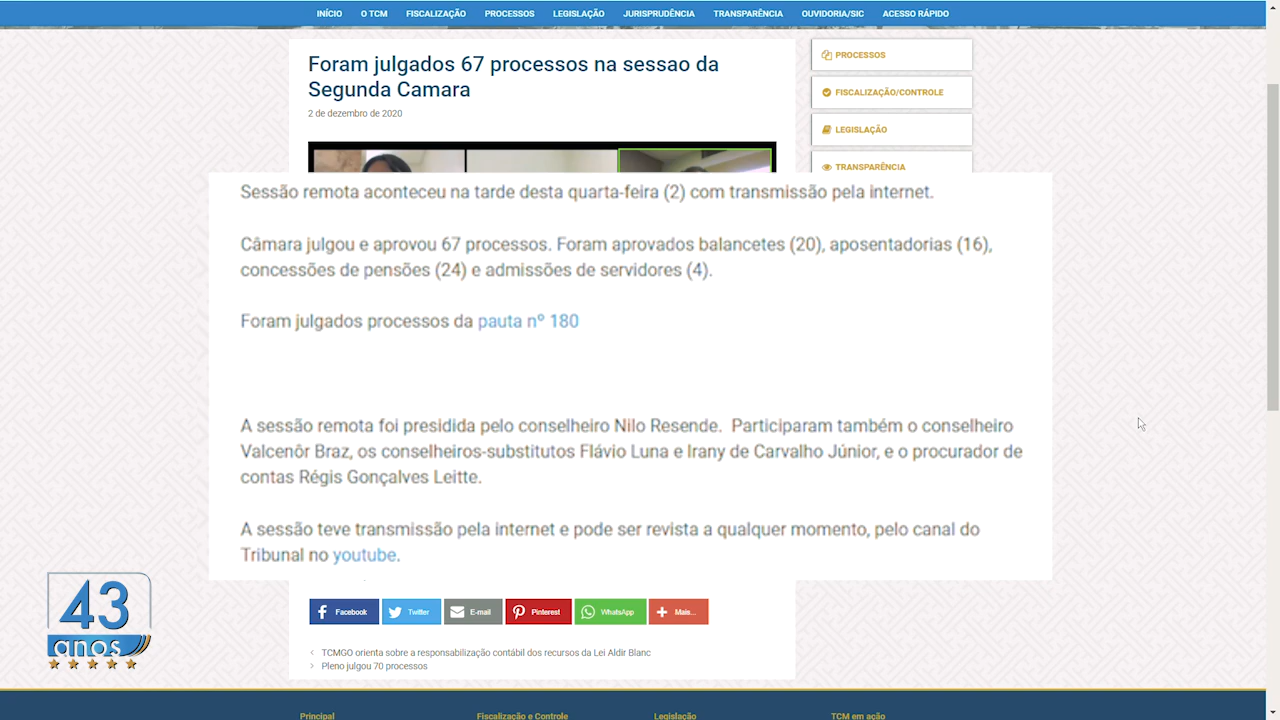 INÍCIO O TCM FISCALIZAÇÃO PROCESSOS LEGISLAÇÃO JURISPRUDÊNCIA TRANSPARÊNCIA OUVIDORIA/SIC ACESSO RÁPIDO
Foram julgados 67 processos na sessao da
Segunda Camara
2 de dezembro de 2020
PROCESSOS
FISCALIZAÇÃO/CONTROLE
LEGISLAÇÃO
TRANSPARÊNCIA
Sessão remota aconteceu na tarde desta quarta-feira (2) com transmissão pela internet.
Câmara julgou e aprovou 67 processos. Foram aprovados balancetes (20), aposentadorias (16),
concessões de pensões (24) e admissões de servidores (4).
Foram julgados processos da pauta nº 180
A sessão remota foi presidida pelo conselheiro Nilo Resende. Participaram também o conselheiro
Valcenôr Braz, os conselheiros-substitutos Flávio Luna e Irany de Carvalho Júnior, e o procurador de
contas Régis Gonçalves Leitte.
A sessão teve transmissão pela internet e pode ser revista a qualquer momento, pelo canal do
Tribunal no youtube.
43
anos
Facebook Twitter E-mail Pinterest WhatsApp Mais...
TCMGO orienta sobre a responsabilização contábil dos recursos da Lei Aldir Blanc
Pleno julgou 70 processos
Principal Fiscalização e Controle Legislação TCM em ação